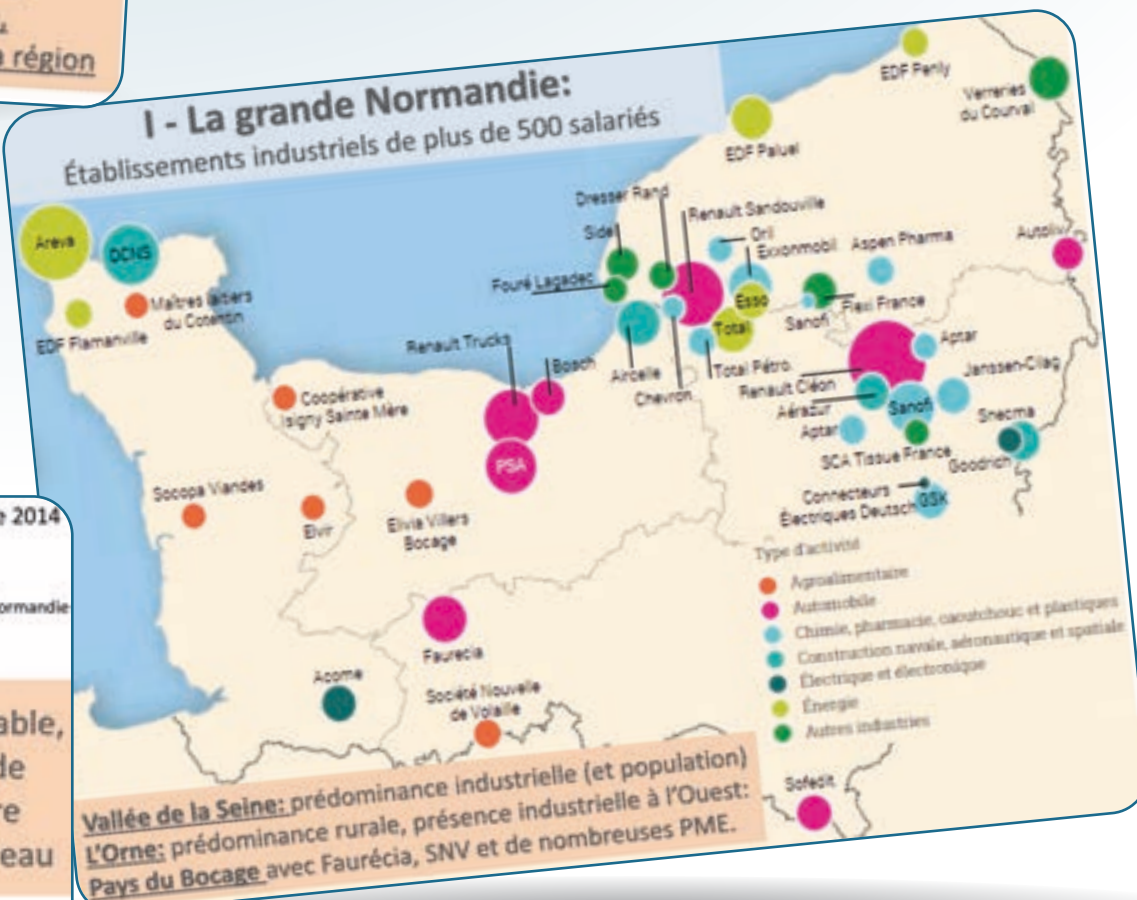 région
I - La grande Normandie:
Établissements industriels de plus de 500 salariés
EDF Penly
Verreries
du Courval
EDF Paluel
Dresser Rand
Renault Sandouville
Sidel
Oril
Exxonmobil
Aspen Pharma
Autoliv
Areva
DCNS
Fouré Lagadec
Esso
Flexi France
Maîtres laitiers
du Cotentin
Sanofi
EDF Flamanville
Total
Renault Trucks
Bosch
Aircelle
Total Pétro.
Aptar
Chevron
Renault Cléon
Janssen-Cilag
Coopérative
Isigny Sainte Mère
Aérazur
Sanofi
Aptar
Snecma
PSA
SCA Tissue France
Goodrich
Socopa Viandes
Connecteurs
Électriques Deutsch
GSK
Elvir
Elivia Villers
Bocage
Type d'activité
Agroalimentaire
Automobile
Chimie, pharmacie, caoutchouc et plastiques
Construction navale, aéronautique et spatiale
Électrique et électronique
Énergie
Autres industries
Faurecia
Acome
Société Nouvelle
de Volaille
Sofedit
Vallée de la Seine: prédominance industrielle (et population)
L'Orne: prédominance rurale, présence industrielle à l'Ouest:
Pays du Bocage avec Faurécia, SNV et de nombreuses PME.
2014
able,
de
re
eau